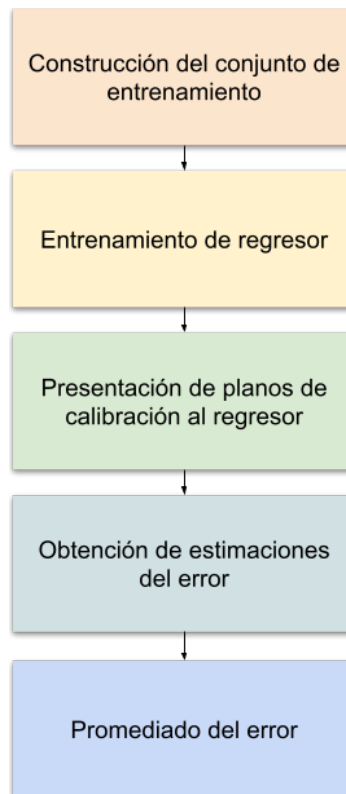 Construcción del conjunto de
entrenamiento
Entrenamiento de regresor
Presentación de planos de
calibración al regresor
Obtención de estimaciones
del error
Promediado del error